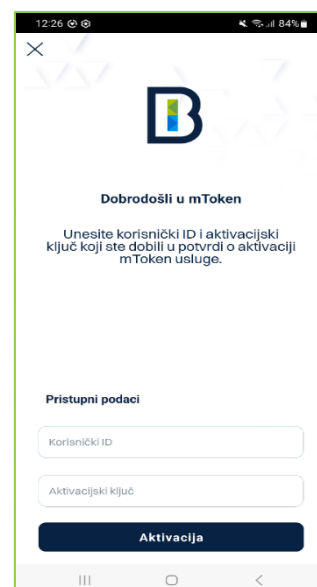 12:26 84%
Dobrodošli u mToken
Unesite korisnički ID i aktivacijski
ključ koji ste dobili u potvrdi o aktivaciji
mToken usluge.
Pristupni podaci
Korisnički ID
Aktivacijski ključ
Aktivacija